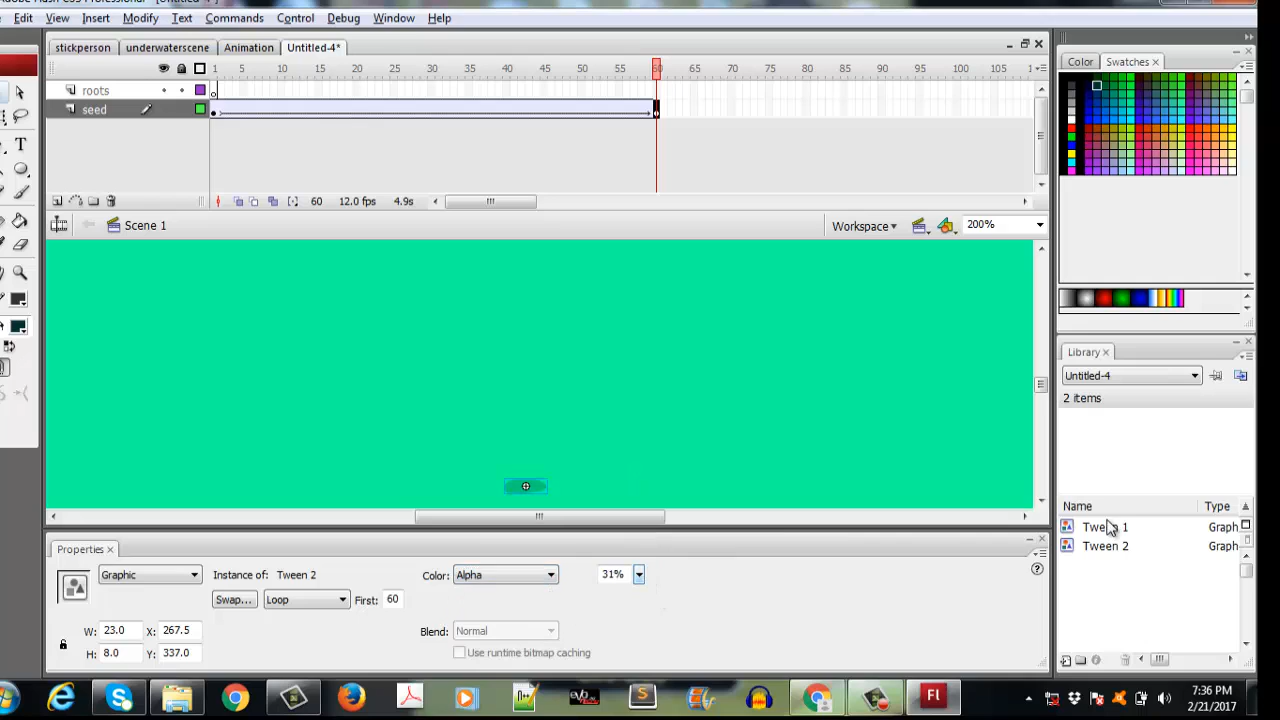 Edit View Insert Modify Text Commands Control Debug Window Help
stickperson underwaterscene Animation Untitled-4*
1 5 10 15 20 25 30 35 40 45 50 55 60 65 70 75 80 85 90 95 100 105
roots
seed
60 12.0 fps 4.9s
Scene 1
Workspace 200%
Color Swatches
Library
Untitled-4
2 items
Name Type
Tween 1 Graph
Tween 2 Graph
Properties
Graphic Instance of: Tween 2 Color: Alpha 31%
Swap... Loop First: 60
W: 23.0 X: 267.5 Blend: Normal
H: 8.0 Y: 337.0 Use runtime bitmap caching
Fl
7:36 PM
2/21/2017